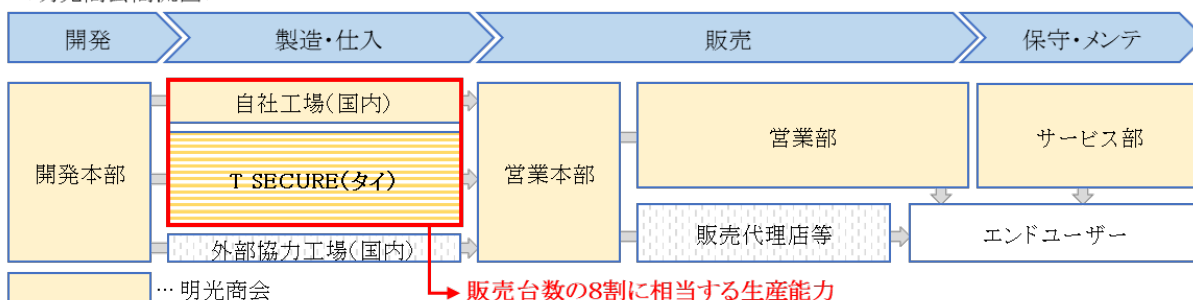 開発
製造・仕入
販売
保守・メンテ
自社工場(国内)
開発本部
T SECURE(タイ)
営業本部
営業部
サービス部
外部協力工場(国内)
販売代理店等
エンドユーザー
… 明光商会
販売台数の8割に相当する生産能力